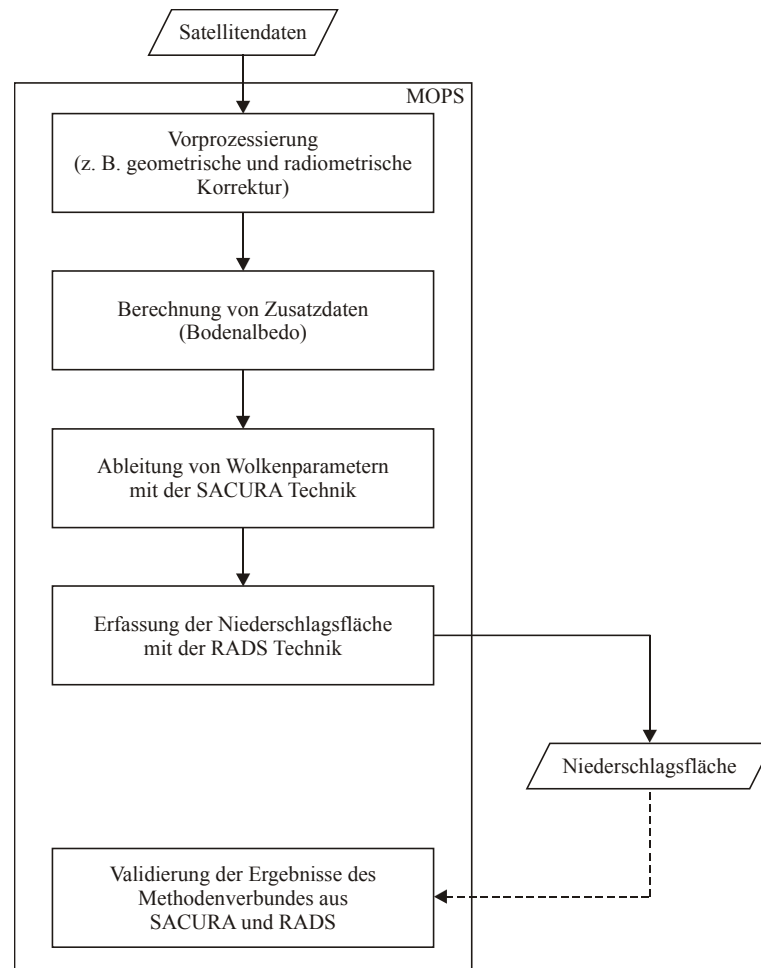 Satellitendaten
MOPS
Vorprozessierung
(z. B. geometrische und radiometrische
Korrektur)
Berechnung von Zusatzdaten
(Bodenalbedo)
Ableitung von Wolkenparametern
mit der SACURA Technik
Erfassung der Niederschlagsfläche
mit der RADS Technik
Niederschlagsfläche
Validierung der Ergebnisse des
Methodenverbundes aus
SACURA und RADS